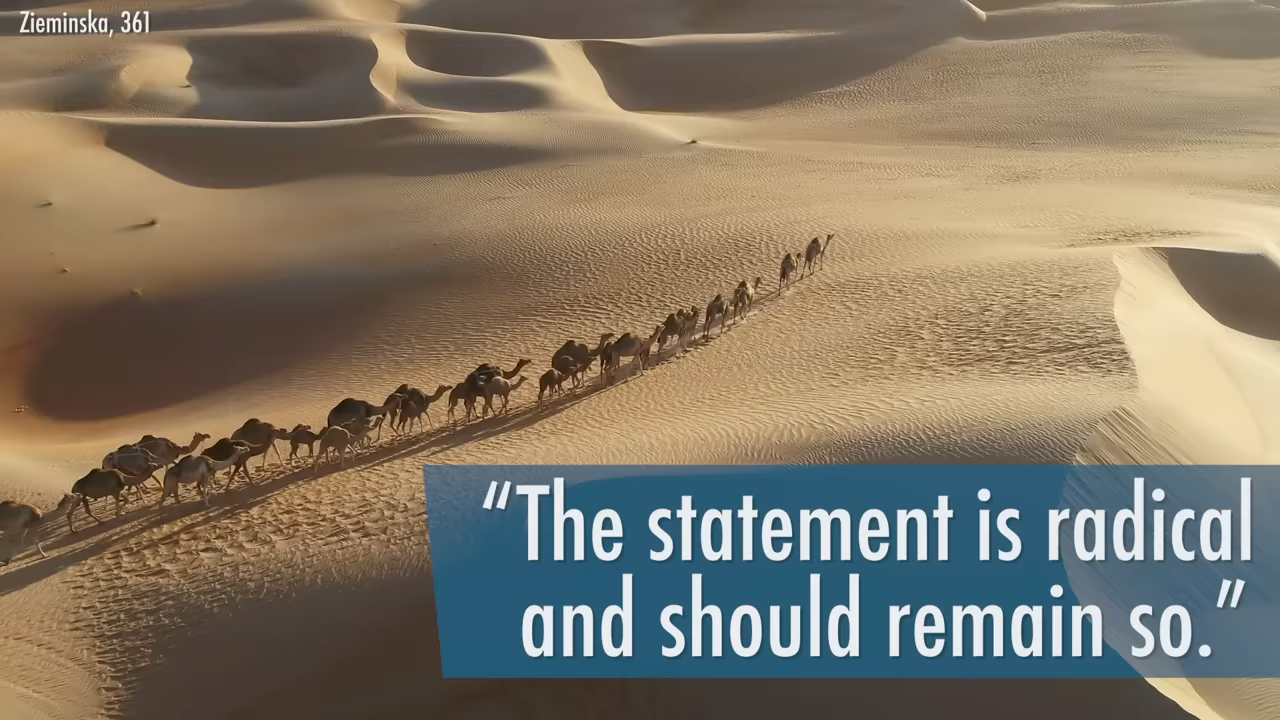 Zieminska, 361
“The statement is radical
and should remain so.”